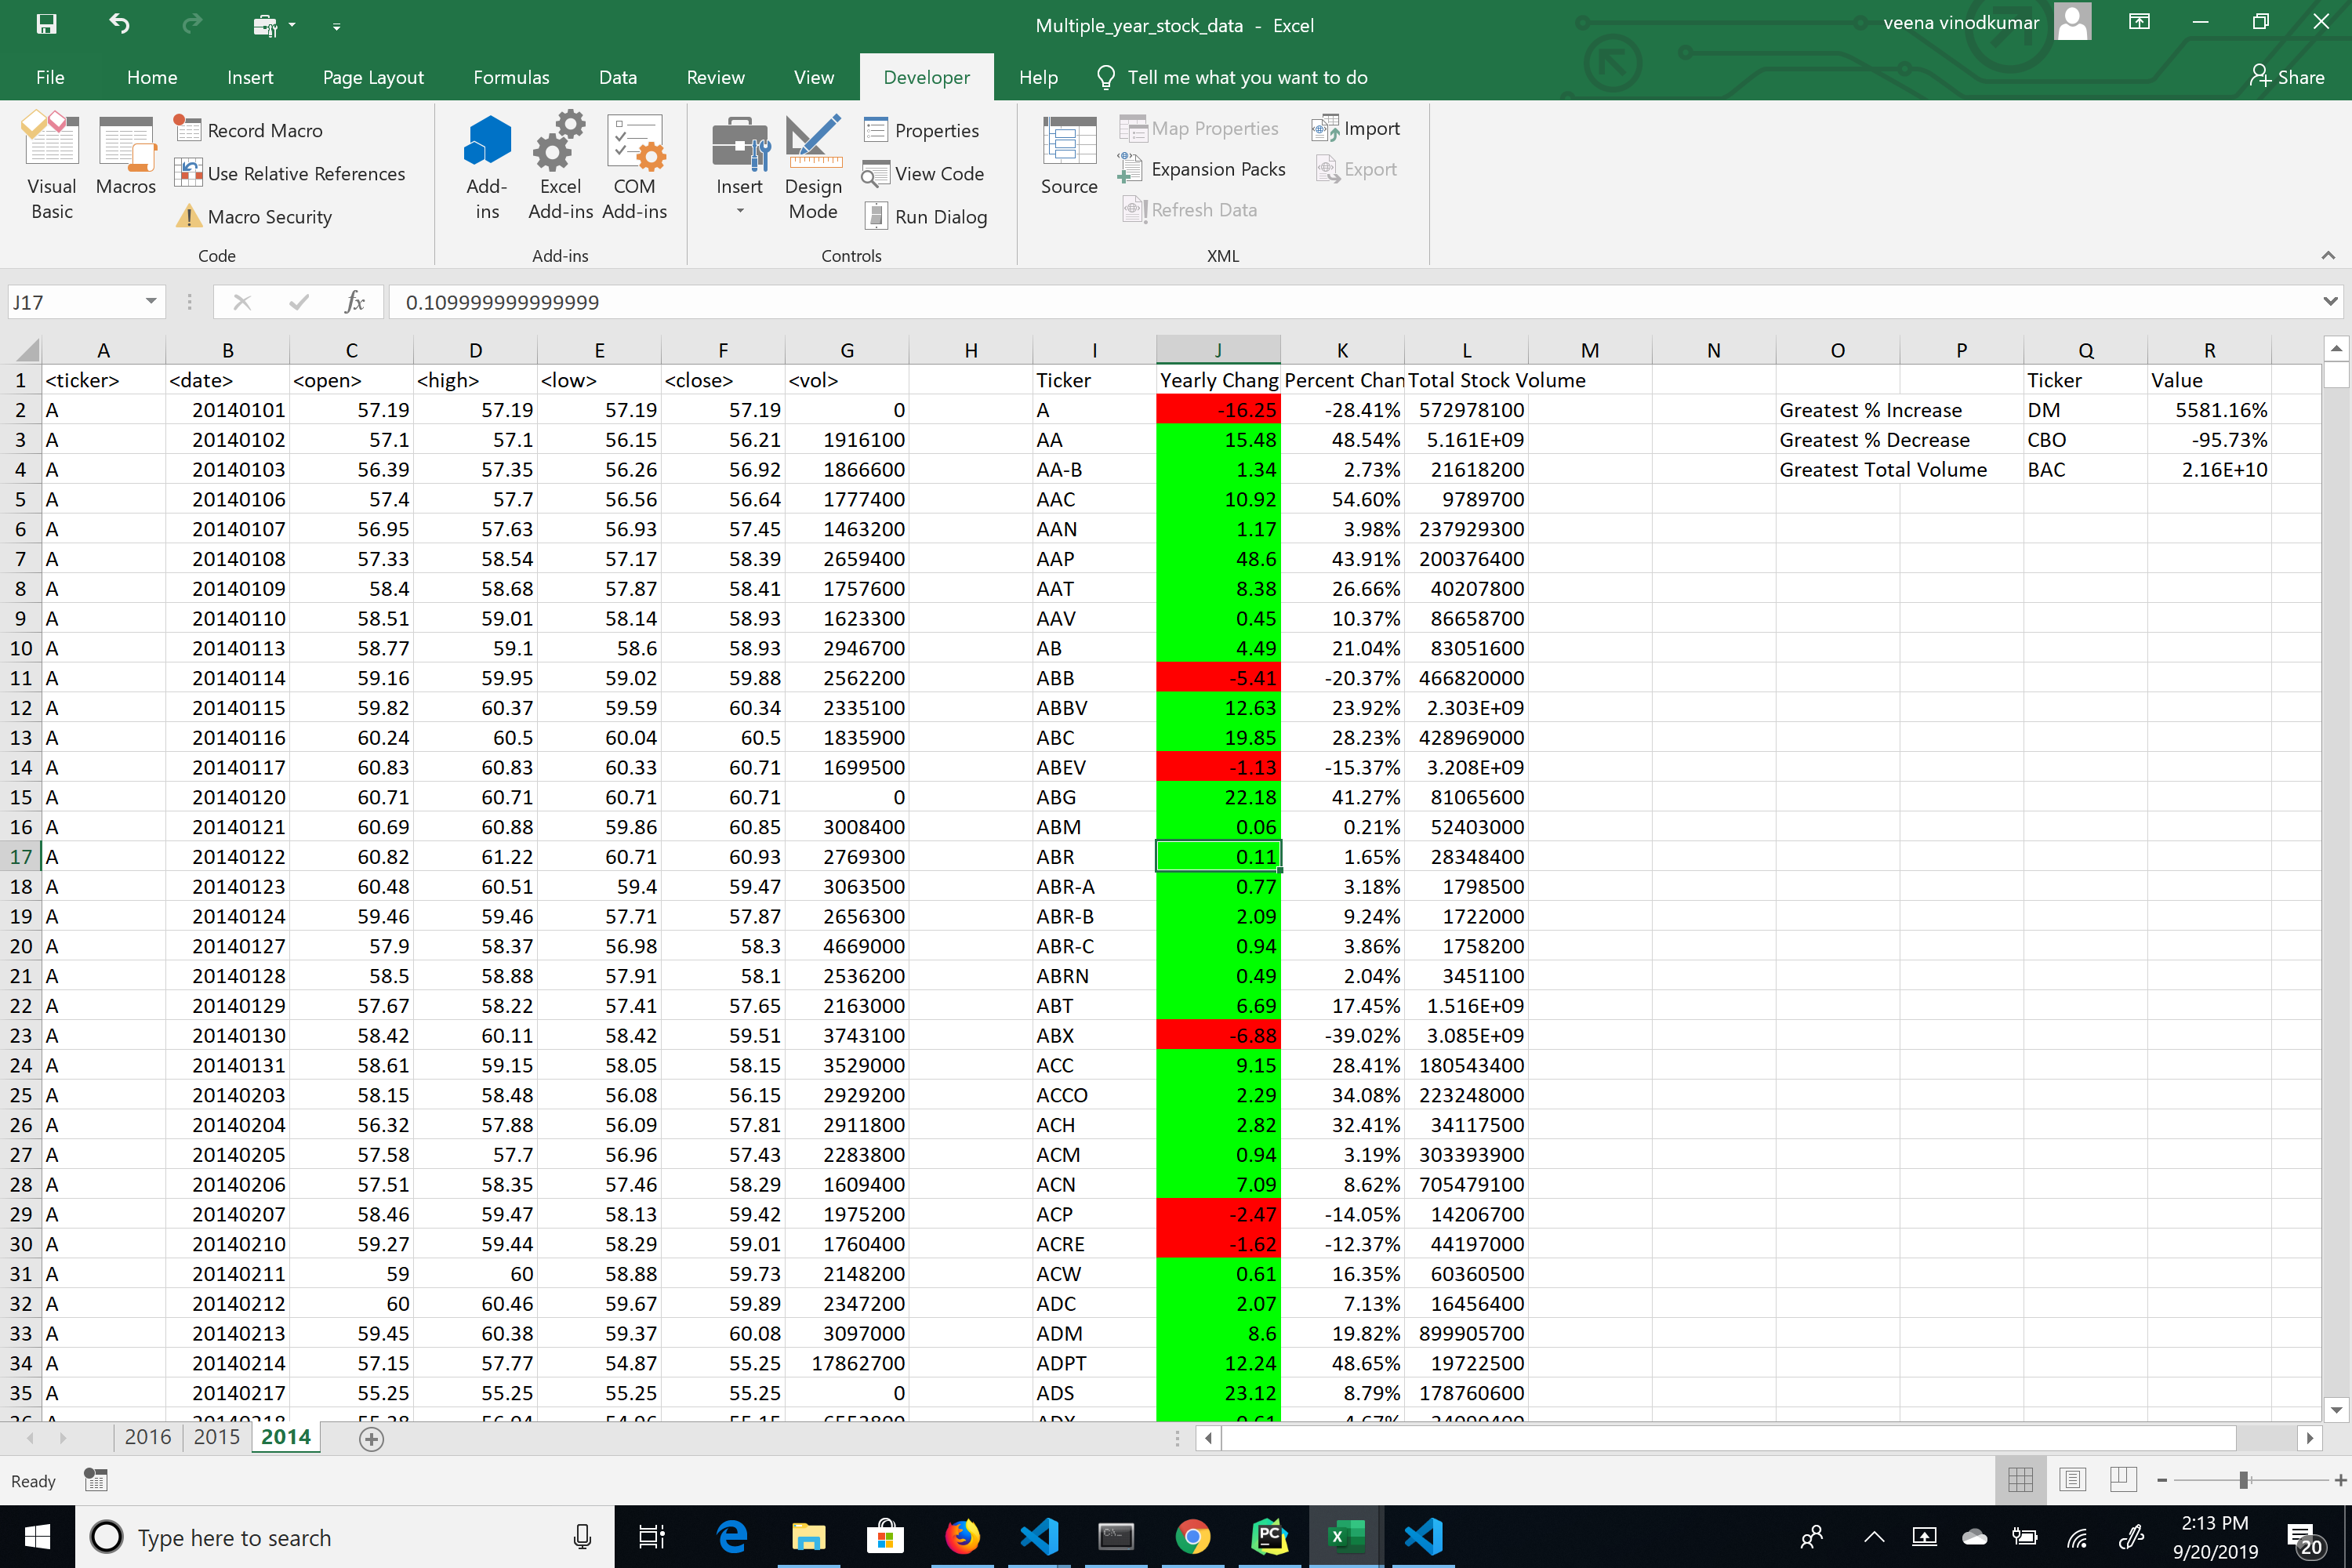 Multiple_year_stock_data - Excel
veena vinodkumar
File Home Insert Page Layout Formulas Data Review View Developer Help Tell me what you want to do Share
Visual Basic
Macros
Record Macro
Use Relative References
Macro Security
Code
Add-ins
Excel Add-ins
COM Add-ins
Add-ins
Insert
Design Mode
Properties
View Code
Run Dialog
Controls
Source
Map Properties
Expansion Packs
Refresh Data
Import
Export
XML
J17 fx 0.109999999999999
A B C D E F G H I J K L M N O P Q R
1 <ticker> <date> <open> <high> <low> <close> <vol> Ticker Yearly Chang Percent Chan Total Stock Volume Ticker Value
2 A 20140101 57.19 57.19 57.19 57.19 0 A -16.25 -28.41% 572978100 Greatest % Increase DM 5581.16%
3 A 20140102 57.1 57.1 56.15 56.21 1916100 AA 15.48 48.54% 5.161E+09 Greatest % Decrease CBO -95.73%
4 A 20140103 56.39 57.35 56.26 56.92 1866600 AA-B 1.34 2.73% 21618200 Greatest Total Volume BAC 2.16E+10
5 A 20140106 57.4 57.7 56.56 56.64 1777400 AAC 10.92 54.60% 9789700
6 A 20140107 56.95 57.63 56.93 57.45 1463200 AAN 1.17 3.98% 237929300
7 A 20140108 57.33 58.54 57.17 58.39 2659400 AAP 48.6 43.91% 200376400
8 A 20140109 58.4 58.68 57.87 58.41 1757600 AAT 8.38 26.66% 40207800
9 A 20140110 58.51 59.01 58.14 58.93 1623300 AAV 0.45 10.37% 86658700
10 A 20140113 58.77 59.1 58.6 58.93 2946700 AB 4.49 21.04% 83051600
11 A 20140114 59.16 59.95 59.02 59.88 2562200 ABB -5.41 -20.37% 466820000
12 A 20140115 59.82 60.37 59.59 60.34 2335100 ABBV 12.63 23.92% 2.303E+09
13 A 20140116 60.24 60.5 60.04 60.5 1835900 ABC 19.85 28.23% 428969000
14 A 20140117 60.83 60.83 60.33 60.71 1699500 ABEV -1.13 -15.37% 3.208E+09
15 A 20140120 60.71 60.71 60.71 60.71 0 ABG 22.18 41.27% 81065600
16 A 20140121 60.69 60.88 59.86 60.85 3008400 ABM 0.06 0.21% 52403000
17 A 20140122 60.82 61.22 60.71 60.93 2769300 ABR 0.11 1.65% 28348400
18 A 20140123 60.48 60.51 59.4 59.47 3063500 ABR-A 0.77 3.18% 1798500
19 A 20140124 59.46 59.46 57.71 57.87 2656300 ABR-B 2.09 9.24% 1722000
20 A 20140127 57.9 58.37 56.98 58.3 4669000 ABR-C 0.94 3.86% 1758200
21 A 20140128 58.5 58.88 57.91 58.1 2536200 ABRN 0.49 2.04% 3451100
22 A 20140129 57.67 58.22 57.41 57.65 2163000 ABT 6.69 17.45% 1.516E+09
23 A 20140130 58.42 60.11 58.42 59.51 3743100 ABX -6.88 -39.02% 3.085E+09
24 A 20140131 58.61 59.15 58.05 58.15 3529000 ACC 9.15 28.41% 180543400
25 A 20140203 58.15 58.48 56.08 56.15 2929200 ACCO 2.29 34.08% 223248000
26 A 20140204 56.32 57.88 56.09 57.81 2911800 ACH 2.82 32.41% 34117500
27 A 20140205 57.58 57.7 56.96 57.43 2283800 ACM 0.94 3.19% 303393900
28 A 20140206 57.51 58.35 57.46 58.29 1609400 ACN 7.09 8.62% 705479100
29 A 20140207 58.46 59.47 58.13 59.42 1975200 ACP -2.47 -14.05% 14206700
30 A 20140210 59.27 59.44 58.29 59.01 1760400 ACRE -1.62 -12.37% 44197000
31 A 20140211 59 60 58.88 59.73 2148200 ACW 0.61 16.35% 60360500
32 A 20140212 60 60.46 59.67 59.89 2347200 ADC 2.07 7.13% 16456400
33 A 20140213 59.45 60.38 59.37 60.08 3097000 ADM 8.6 19.82% 899905700
34 A 20140214 57.15 57.77 54.87 55.25 17862700 ADPT 12.24 48.65% 19722500
35 A 20140217 55.25 55.25 55.25 55.25 0 ADS 23.12 8.79% 178760600
2016 2015 2014
Ready
Type here to search
2:13 PM
9/20/2019
20